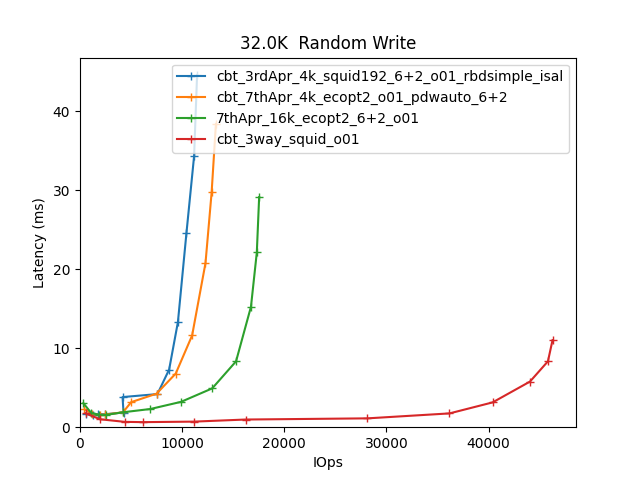 32.0K  Random Write
cbt_3rdApr_4k_squid192_6+2_o01_rbdsimple_isal
cbt_7thApr_4k_ecopt2_o01_pdwauto_6+2
7thApr_16k_ecopt2_6+2_o01
cbt_3way_squid_o01
Latency (ms)
40
30
20
10
0
0 10000 20000 30000 40000
IOps